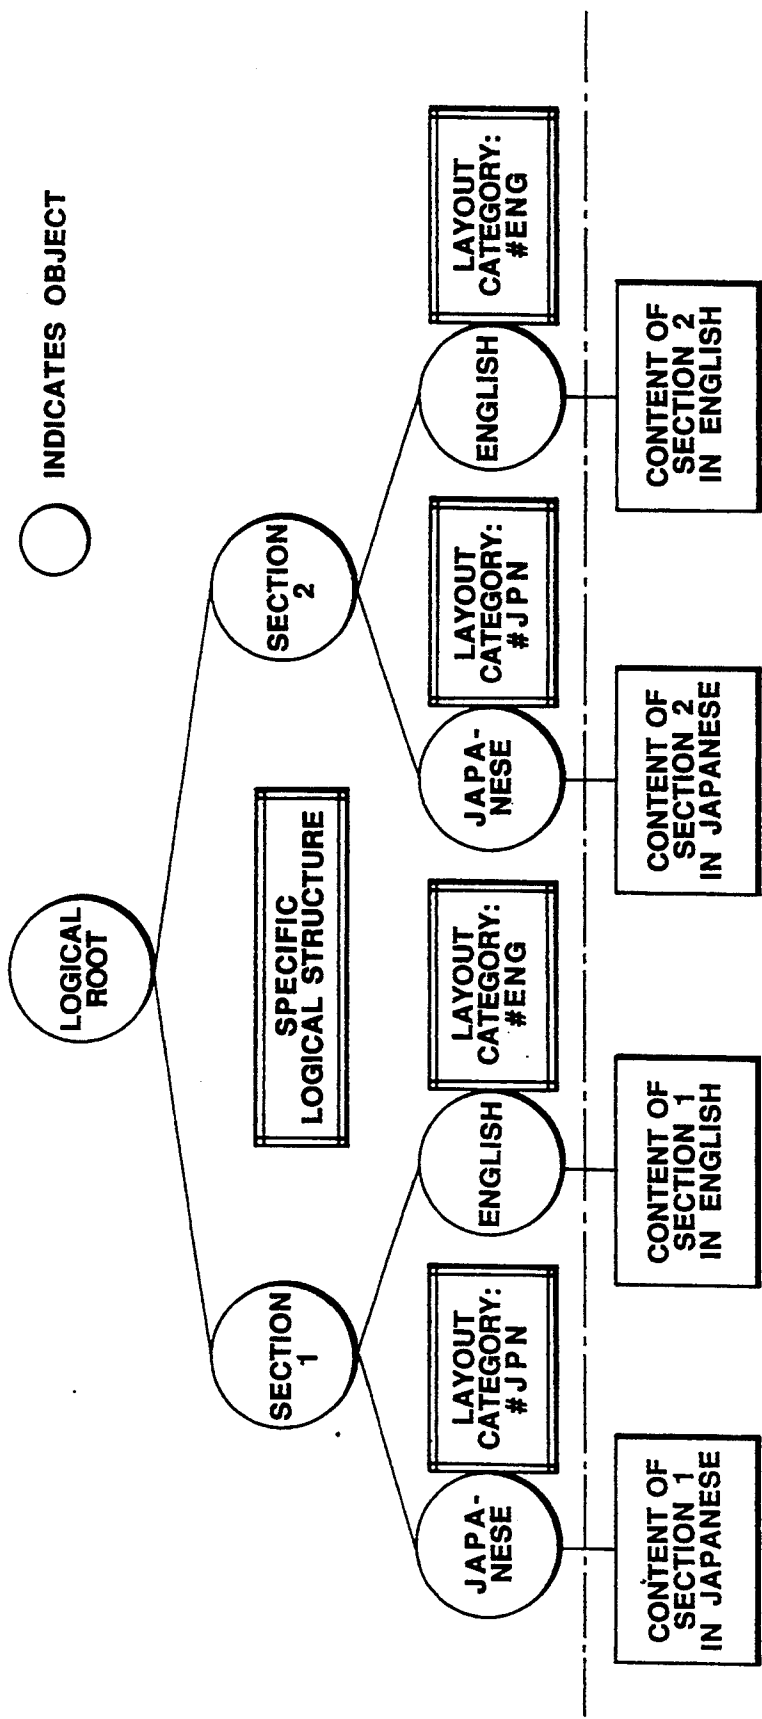 INDICATES OBJECT
LOGICAL
ROOT
SECTION
1
SPECIFIC
LOGICAL STRUCTURE
SECTION
2
JAPA-
NESE
LAYOUT
CATEGORY:
#JPN
ENGLISH
LAYOUT
CATEGORY:
#ENG
JAPA-
NESE
LAYOUT
CATEGORY:
#JPN
ENGLISH
LAYOUT
CATEGORY:
#ENG
CONTENT OF
SECTION 1
IN JAPANESE
CONTENT OF
SECTION 1
IN ENGLISH
CONTENT OF
SECTION 2
IN JAPANESE
CONTENT OF
SECTION 2
IN ENGLISH